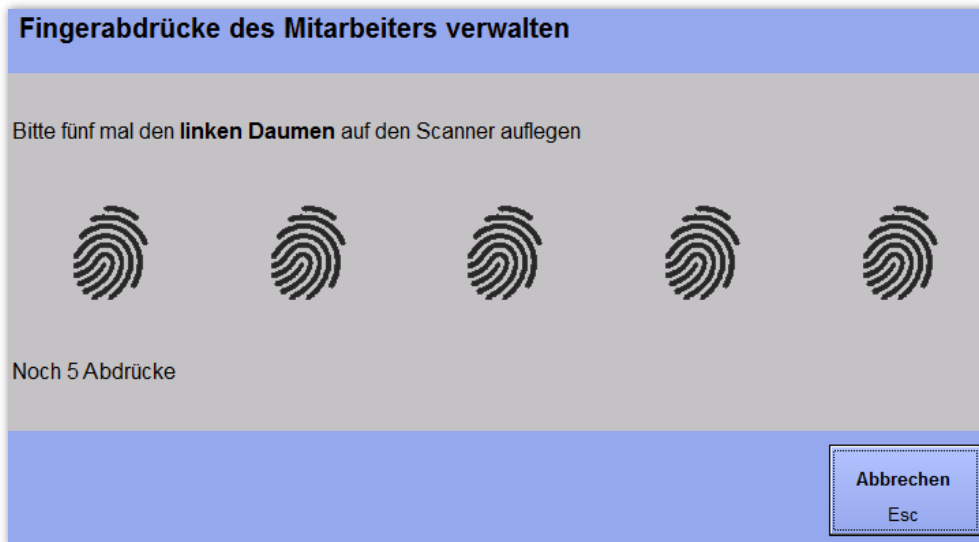 Fingerabdrücke des Mitarbeiters verwalten
Bitte fünf mal den linken Daumen auf den Scanner auflegen
Noch 5 Abdrücke
Abbrechen
Esc